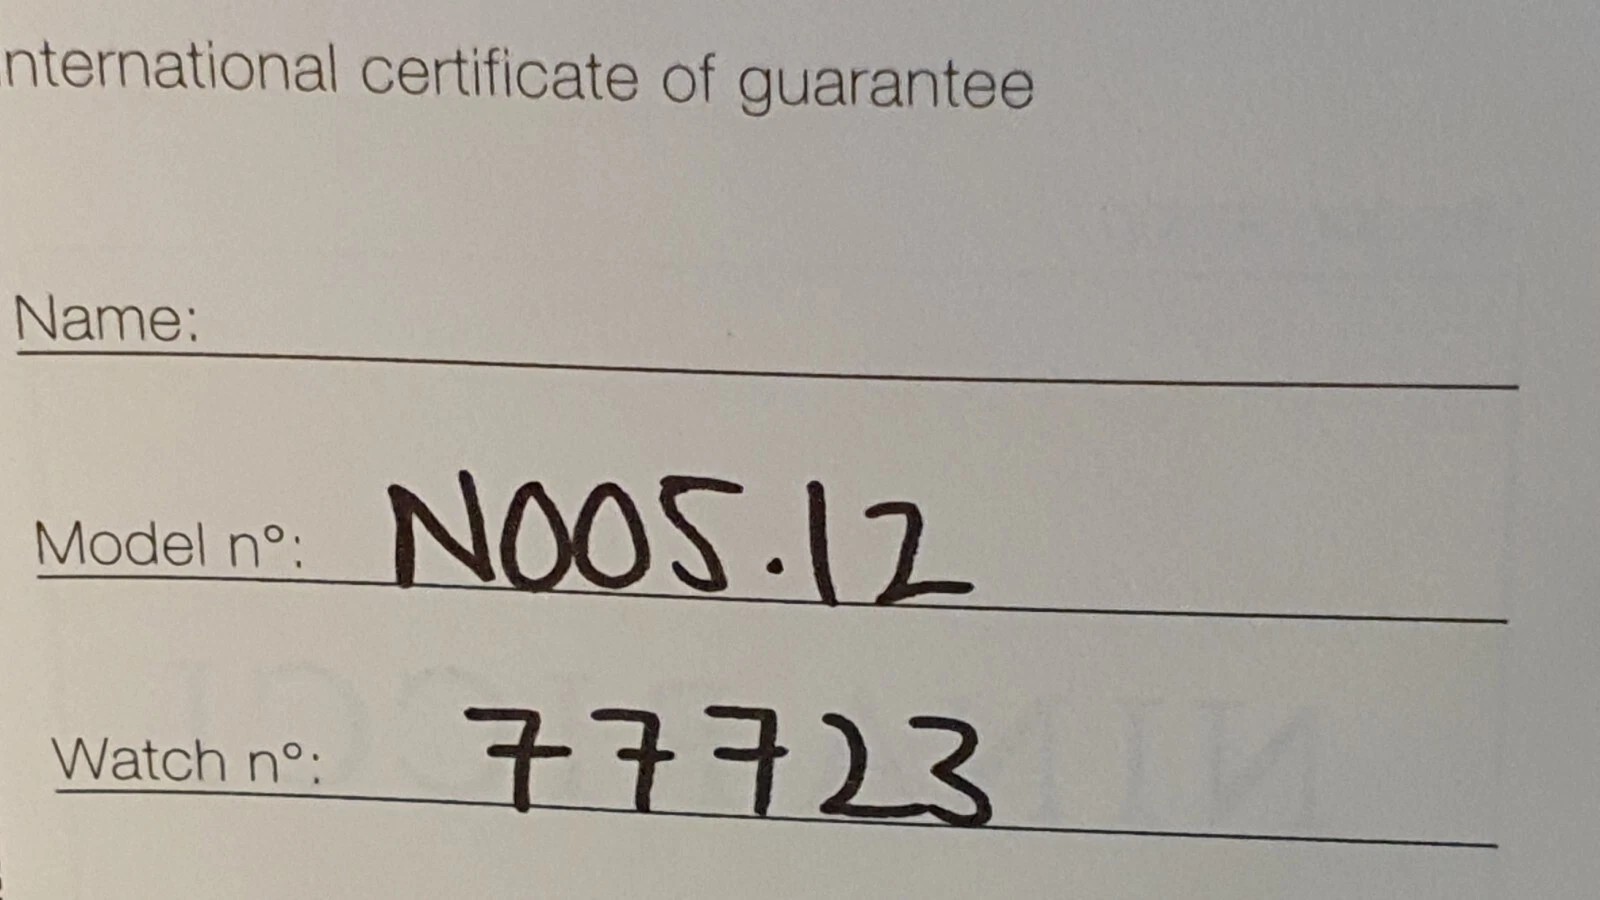 nternational certificate of guarantee
Name:
Model n°: N005.12
Watch n°: 77723